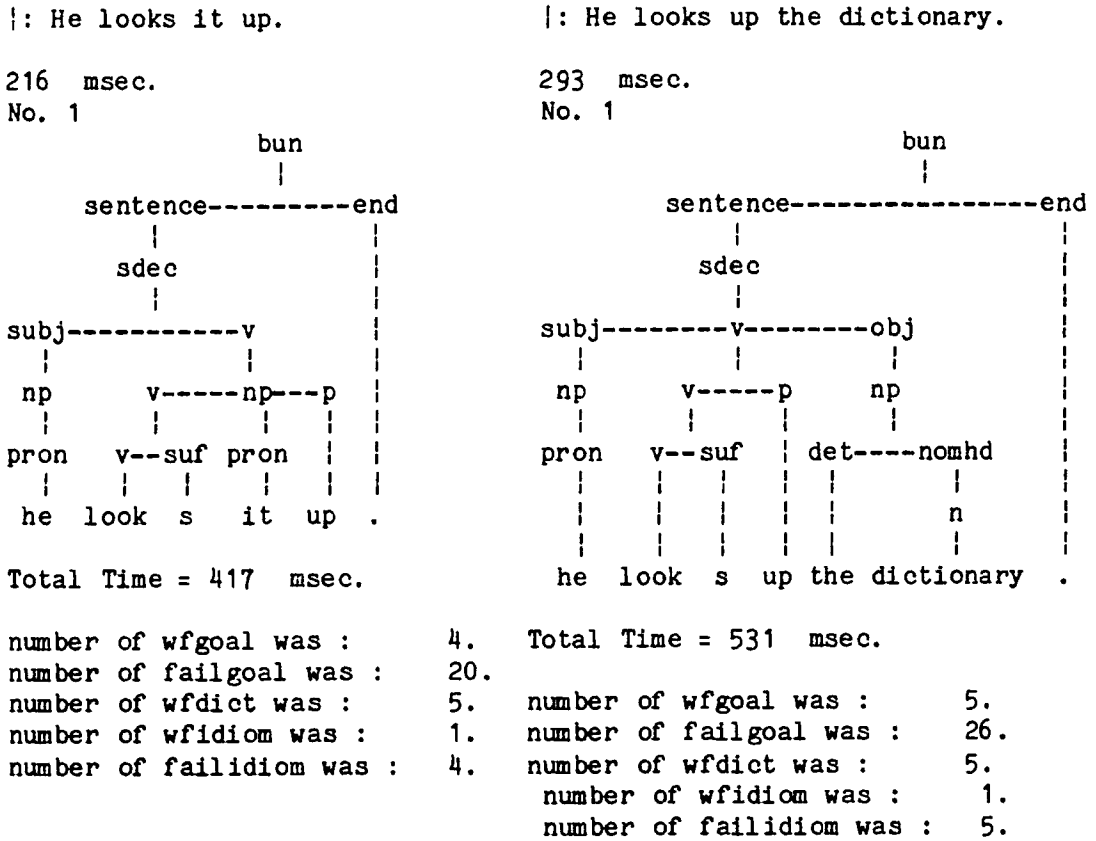 |: He looks it up.
216 msec.
No. 1
bun
|
sentence---------end
| |
sdec |
| |
subj-----------v |
| | |
np v-----np---p |
| | | | |
pron v--suf pron | |
| | | | | |
he look s it up .
Total Time = 417 msec.
number of wfgoal was : 4.
number of failgoal was : 20.
number of wfdict was : 5.
number of wfidiom was : 1.
number of failidiom was : 4.
|: He looks up the dictionary.
293 msec.
No. 1
bun
|
sentence----------------end
| |
sdec |
| |
subj--------v--------obj |
| | | |
np v-----p np |
| | | | |
pron v--suf | det----nomhd |
| | | | | | |
| | | | | n |
| | | | | | |
he look s up the dictionary .
Total Time = 531 msec.
number of wfgoal was : 5.
number of failgoal was : 26.
number of wfdict was : 5.
number of wfidiom was : 1.
number of failidiom was : 5.